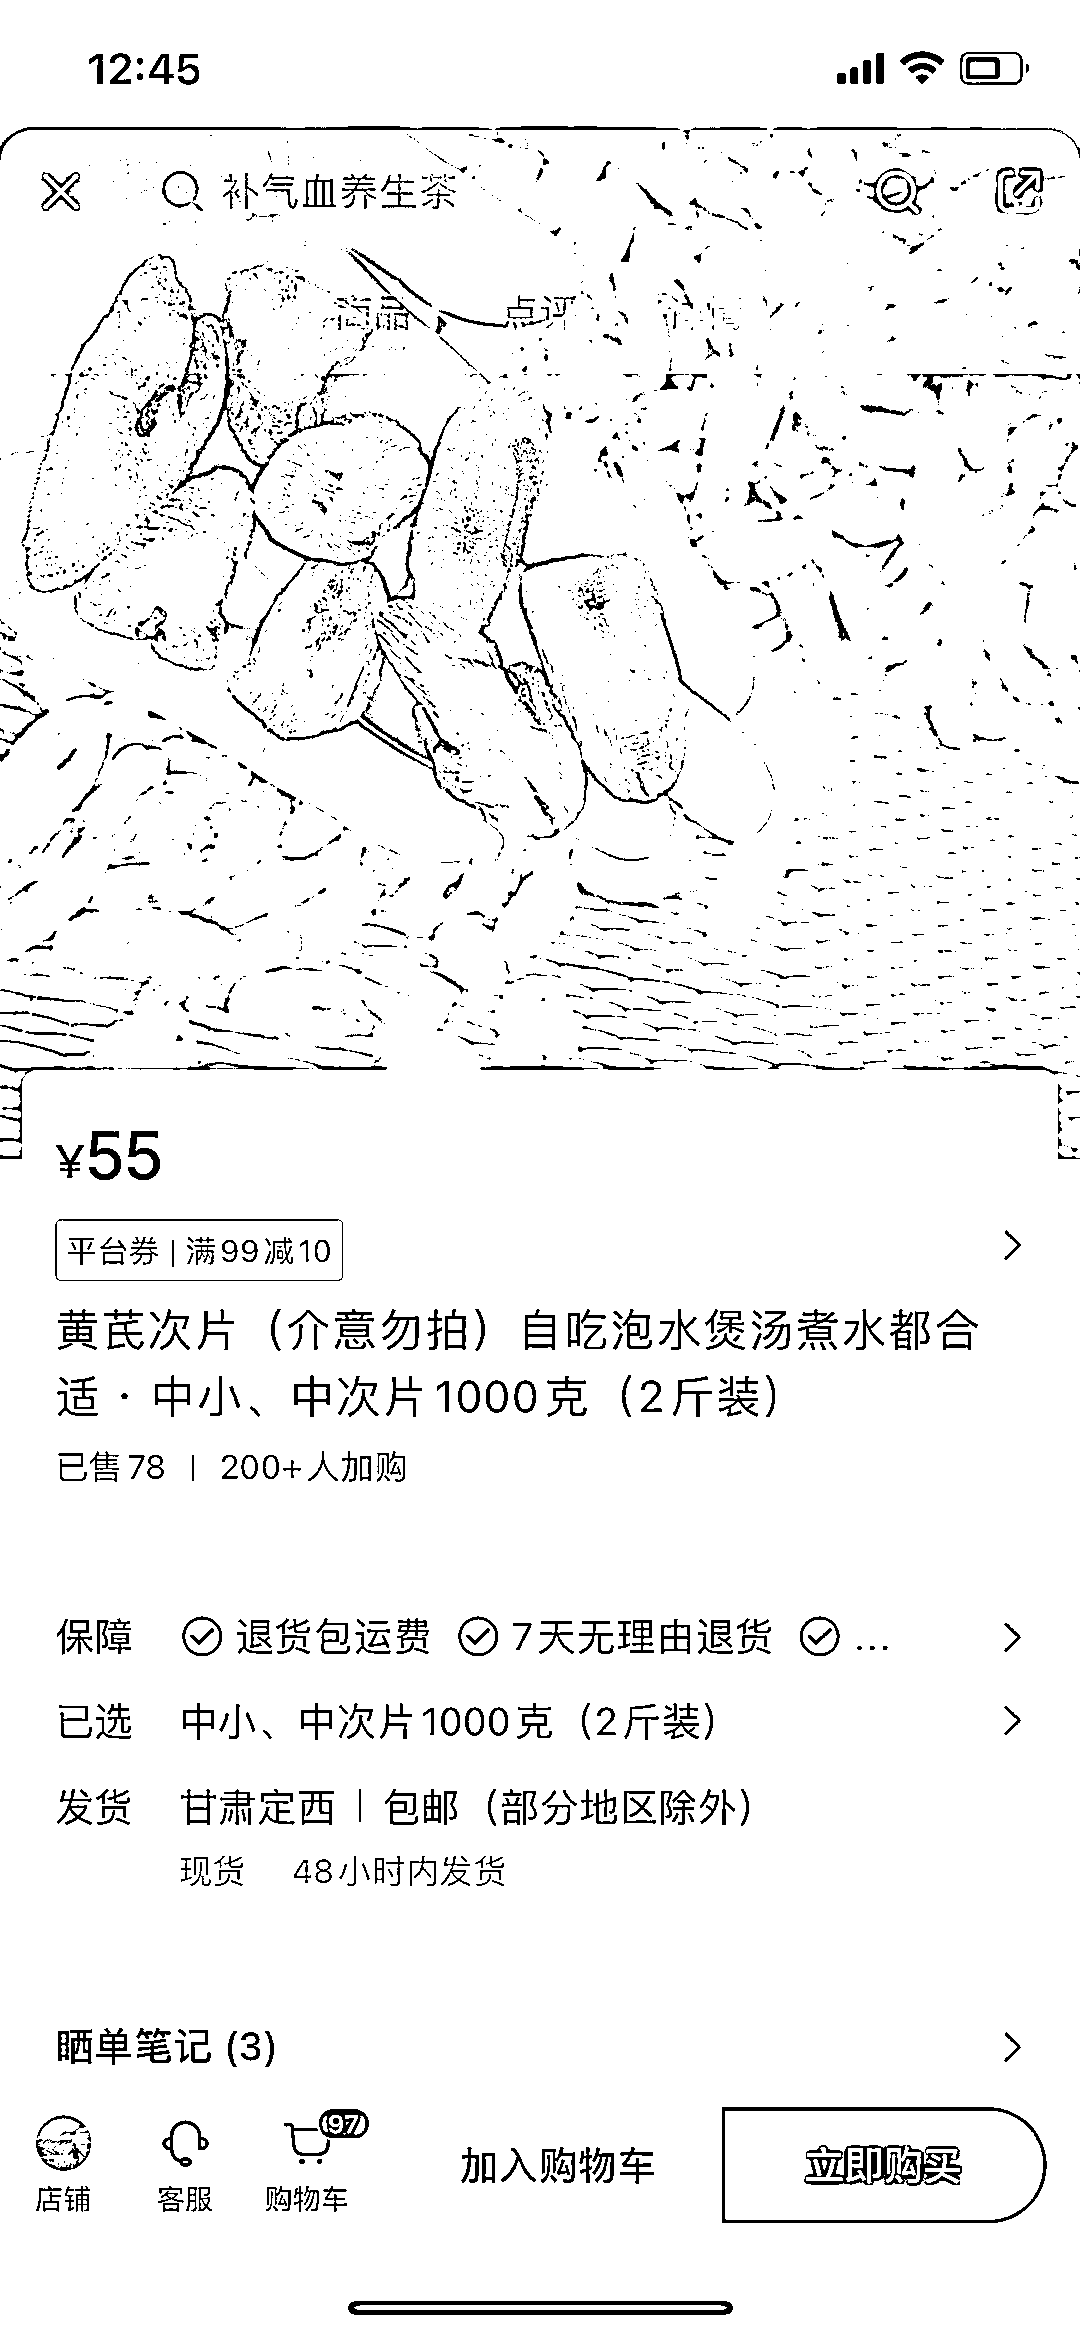 12:45
补气血养生茶
商品 点评
¥55
平台券 | 满99减10
黄芪次片（介意勿拍）自吃泡水煲汤煮水都合
适 · 中小、中次片1000克（2斤装）
已售78 | 200+人加购
保障 退货包运费 7天无理由退货 ...
已选 中小、中次片1000克（2斤装）
发货 甘肃定西 | 包邮（部分地区除外）
现货 48小时内发货
晒单笔记 (3)
97
店铺 客服 购物车 加入购物车 立即购买